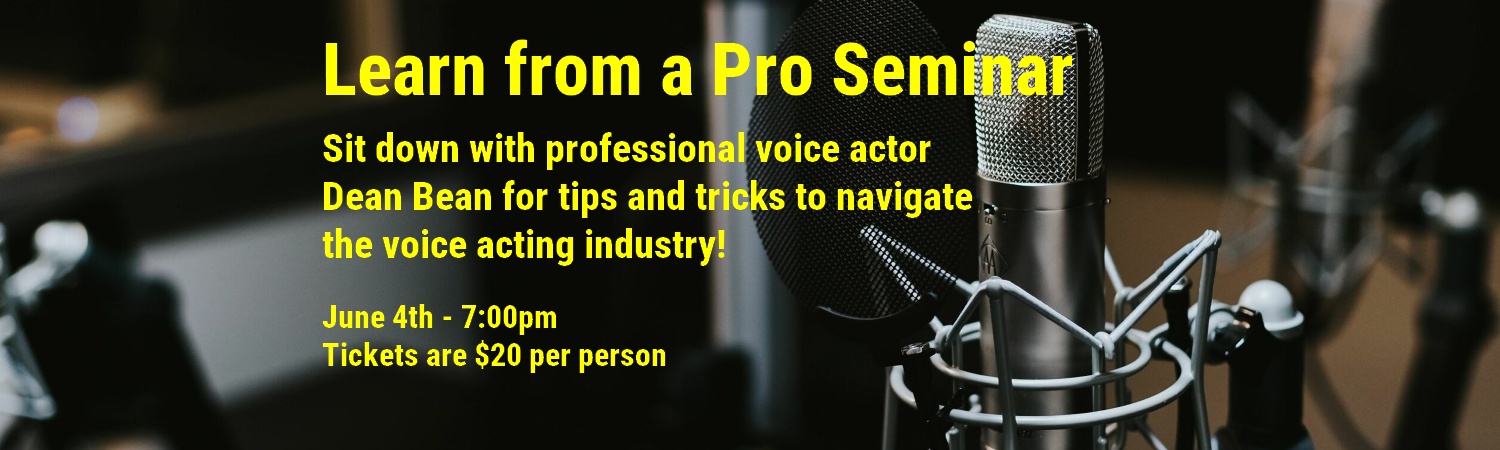 Learn from a Pro Seminar
Sit down with professional voice actor
Dean Bean for tips and tricks to navigate
the voice acting industry!
June 4th - 7:00pm
Tickets are $20 per person